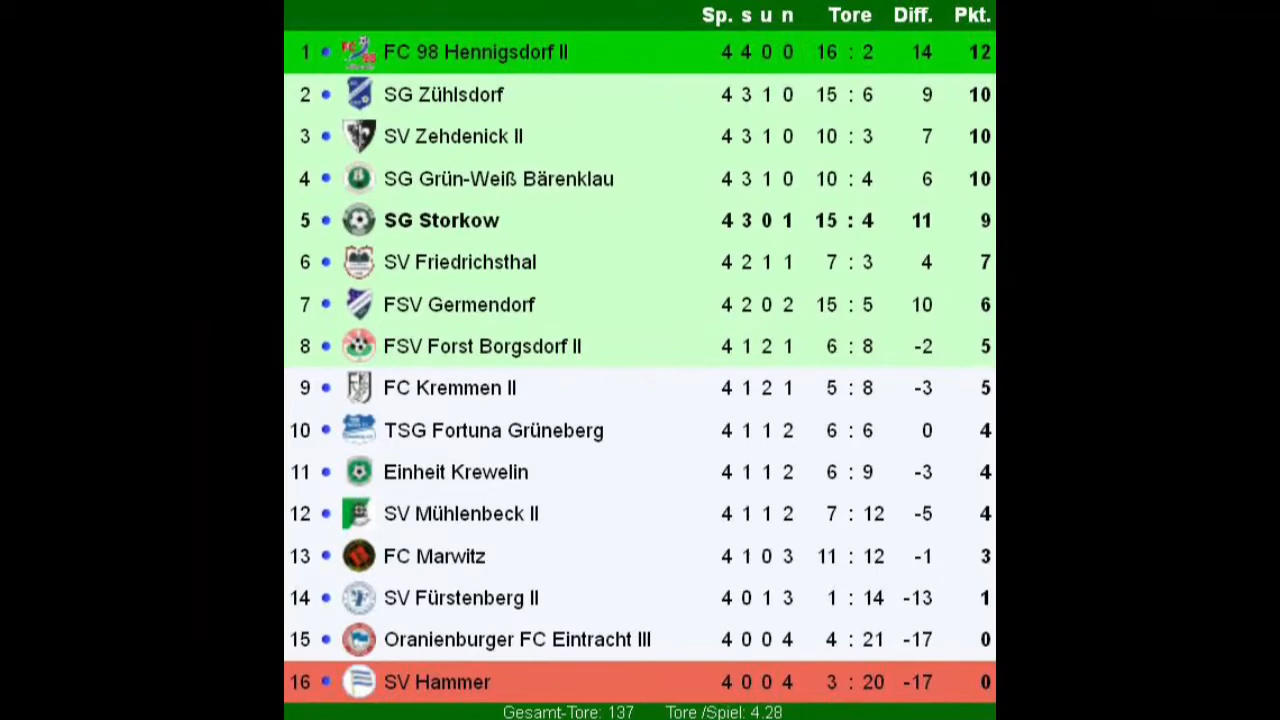 Sp. s u n Tore Diff. Pkt.
1 FC 98 Hennigsdorf II 4 4 0 0 16 : 2 14 12
2 SG Zühlsdorf 4 3 1 0 15 : 6 9 10
3 SV Zehdenick II 4 3 1 0 10 : 3 7 10
4 SG Grün-Weiß Bärenklau 4 3 1 0 10 : 4 6 10
5 SG Storkow 4 3 0 1 15 : 4 11 9
6 SV Friedrichsthal 4 2 1 1 7 : 3 4 7
7 FSV Germendorf 4 2 0 2 15 : 5 10 6
8 FSV Forst Borgsdorf II 4 1 2 1 6 : 8 -2 5
9 FC Kremmen II 4 1 2 1 5 : 8 -3 5
10 TSG Fortuna Grüneberg 4 1 1 2 6 : 6 0 4
11 Einheit Krewelin 4 1 1 2 6 : 9 -3 4
12 SV Mühlenbeck II 4 1 1 2 7 : 12 -5 4
13 FC Marwitz 4 1 0 3 11 : 12 -1 3
14 SV Fürstenberg II 4 0 1 3 1 : 14 -13 1
15 Oranienburger FC Eintracht III 4 0 0 4 4 : 21 -17 0
16 SV Hammer 4 0 0 4 3 : 20 -17 0
Gesamt-Tore: 137 Tore /Spiel: 4.28